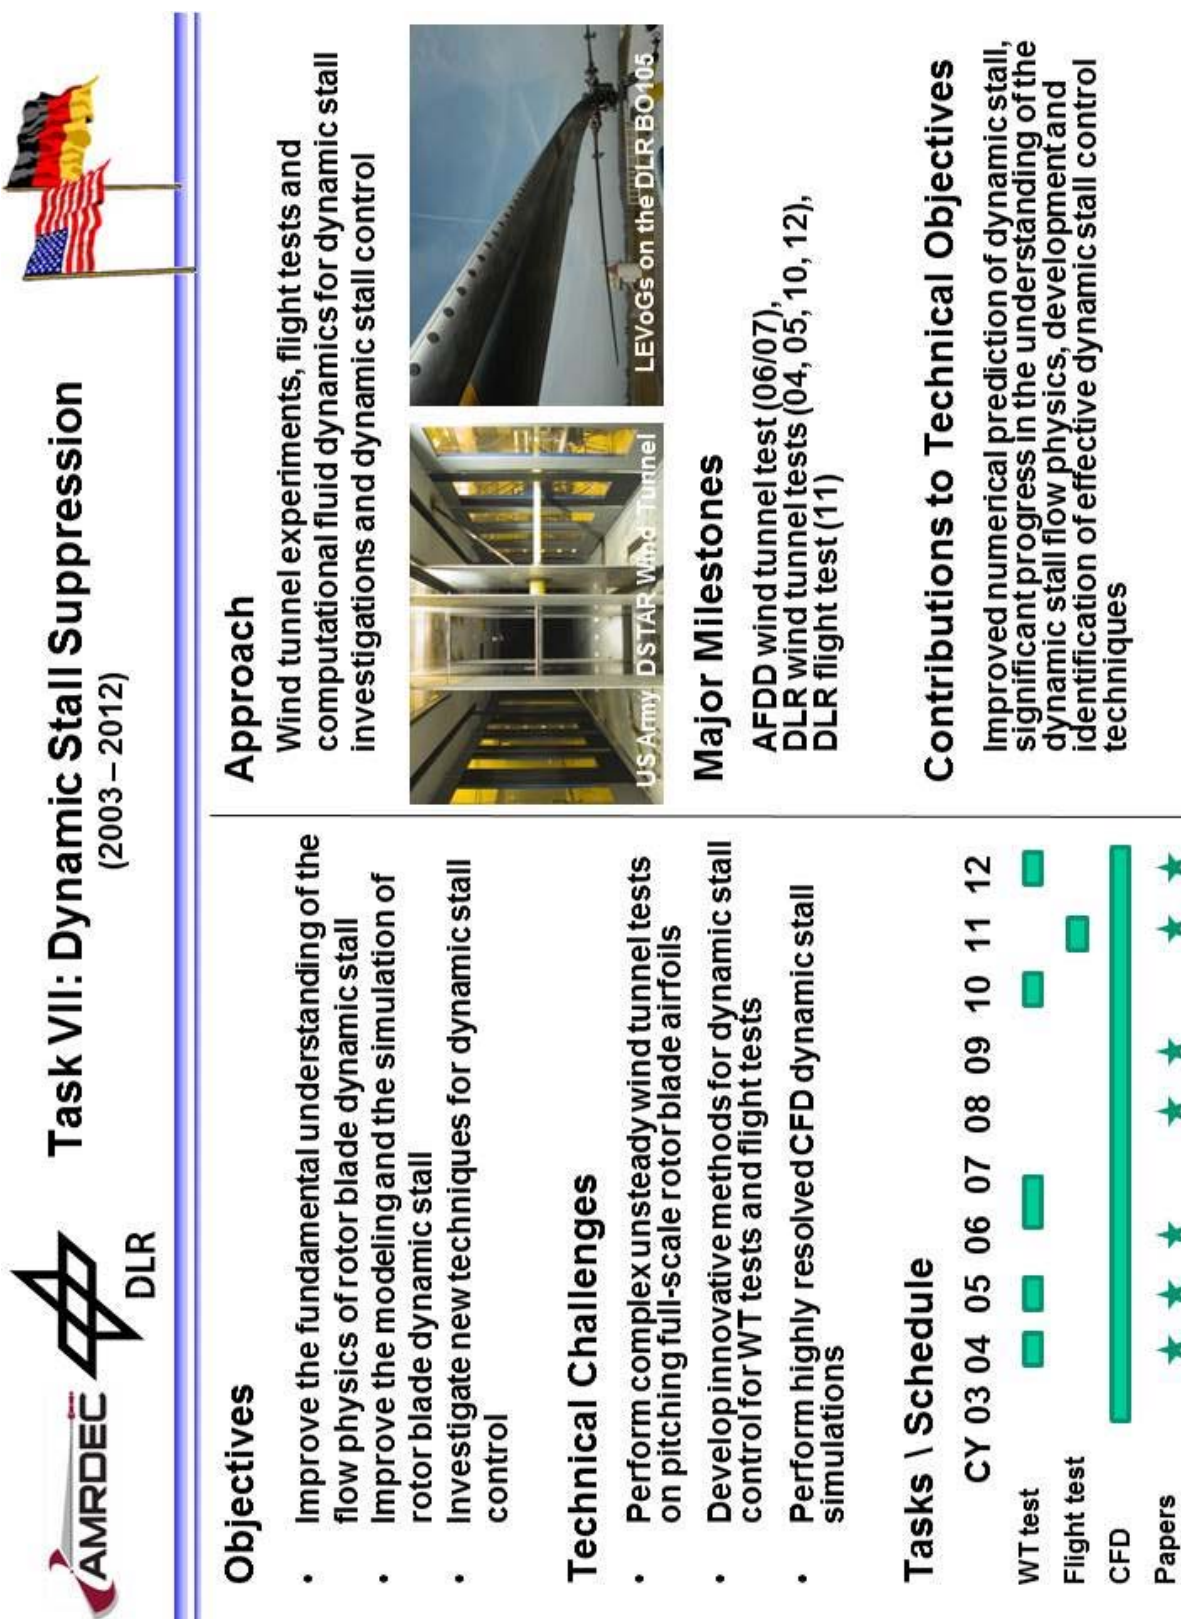 AMRDEC
DLR
Task VII: Dynamic Stall Suppression
(2003 – 2012)
Objectives
• Improve the fundamental understanding of the
flow physics of rotor blade dynamic stall
• Improve the modeling and the simulation of
rotor blade dynamic stall
• Investigate new techniques for dynamic stall
control
Technical Challenges
• Perform complex unsteady wind tunnel tests
on pitching full-scale rotor blade airfoils
• Develop innovative methods for dynamic stall
control for WT tests and flight tests
• Perform highly resolved CFD dynamic stall
simulations
Tasks \ Schedule
CY 03 04 05 06 07 08 09 10 11 12
WT test
Flight test
CFD
Papers
Approach
Wind tunnel experiments, flight tests and
computational fluid dynamics for dynamic stall
investigations and dynamic stall control
US Army DSTAR Wind Tunnel
LEVoGs on the DLR BO105
Major Milestones
AFDD wind tunnel test (06/07),
DLR wind tunnel tests (04, 05, 10, 12),
DLR flight test (11)
Contributions to Technical Objectives
Improved numerical prediction of dynamic stall,
significant progress in the understanding of the
dynamic stall flow physics, development and
identification of effective dynamic stall control
techniques